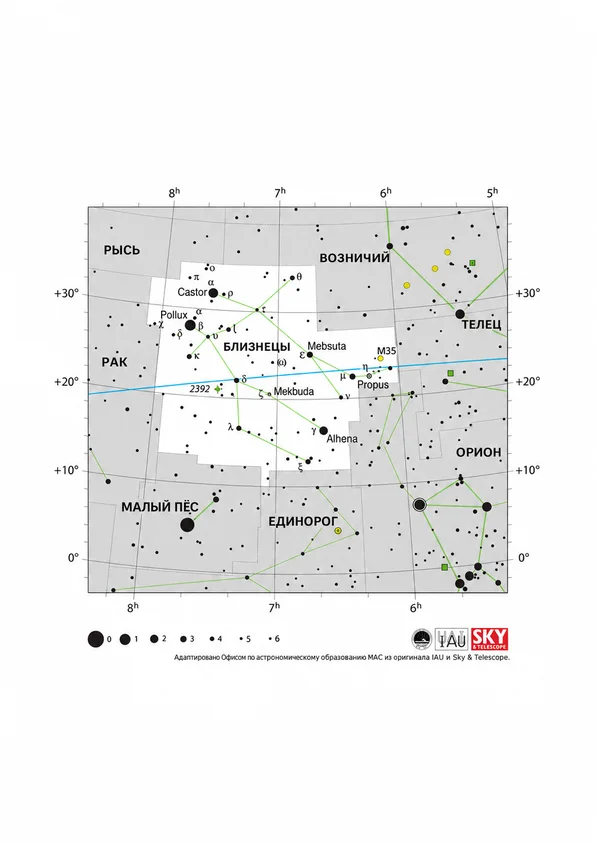 8ʰ 7ʰ 6ʰ 5ʰ
РЫСЬ
ВОЗНИЧИЙ
ο
π
θ
α
Castor ρ
+30° +30°
τ
Pollux α
χ β ι
ТЕЛЕЦ
φ υ
БЛИЗНЕЦЫ
Mebsuta
M35
κ ε
РАК
(ω)
η
μ
δ
Propus
+20° +20°
2392
ζ Mekbuda
ν
λ γ
Alhena
ОРИОН
ξ
+10° +10°
МАЛЫЙ ПЁС
ЕДИНОРОГ
0° 0°
8ʰ 7ʰ 6ʰ
0 1 2 3 4 5 6
IAU
SKY
& TELESCOPE
Адаптировано Офисом по астрономическому образованию МАС из оригинала IAU и Sky & Telescope.